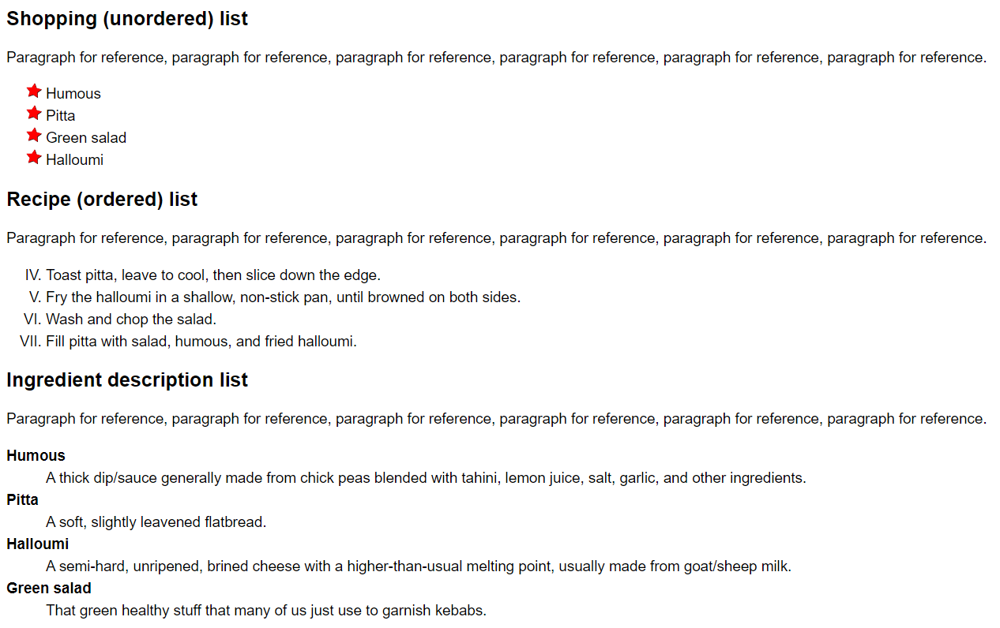 Shopping (unordered) list
Paragraph for reference, paragraph for reference, paragraph for reference, paragraph for reference, paragraph for reference, paragraph for reference.
Humous
Pitta
Green salad
Halloumi
Recipe (ordered) list
Paragraph for reference, paragraph for reference, paragraph for reference, paragraph for reference, paragraph for reference, paragraph for reference.
IV. Toast pitta, leave to cool, then slice down the edge.
V. Fry the halloumi in a shallow, non-stick pan, until browned on both sides.
VI. Wash and chop the salad.
VII. Fill pitta with salad, humous, and fried halloumi.
Ingredient description list
Paragraph for reference, paragraph for reference, paragraph for reference, paragraph for reference, paragraph for reference, paragraph for reference.
Humous
A thick dip/sauce generally made from chick peas blended with tahini, lemon juice, salt, garlic, and other ingredients.
Pitta
A soft, slightly leavened flatbread.
Halloumi
A semi-hard, unripened, brined cheese with a higher-than-usual melting point, usually made from goat/sheep milk.
Green salad
That green healthy stuff that many of us just use to garnish kebabs.